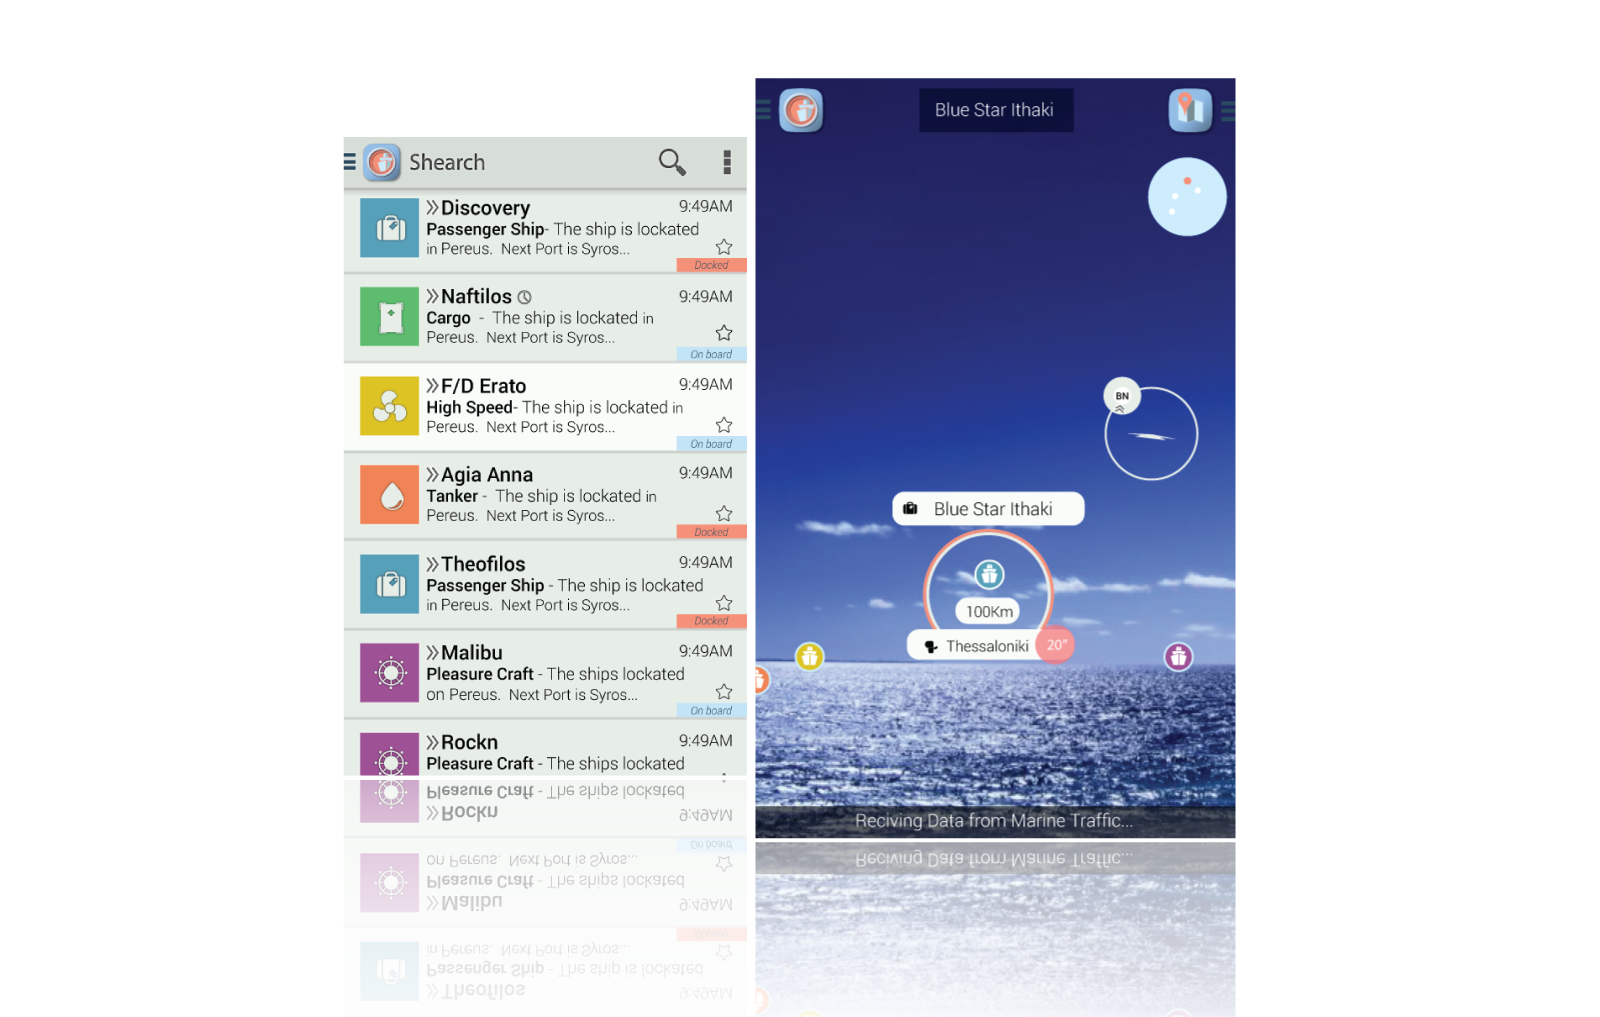 Shearch
»Discovery 9:49AM
Passenger Ship- The ship is lockated
in Pereus. Next Port is Syros...
Docked
»Naftilos 9:49AM
Cargo - The ship is lockated in
Pereus. Next Port is Syros...
On board
»F/D Erato 9:49AM
High Speed- The ship is lockated in
Pereus. Next Port is Syros...
On board
»Agia Anna 9:49AM
Tanker - The ship is lockated in
Pereus. Next Port is Syros...
Docked
»Theofilos 9:49AM
Passenger Ship - The ship is lockated
in Pereus. Next Port is Syros...
Docked
»Malibu 9:49AM
Pleasure Craft - The ships lockated
on Pereus. Next Port is Syros...
On board
»Rockn 9:49AM
Pleasure Craft - The ships lockated
Blue Star Ithaki
BN
Blue Star Ithaki
100Km
Thessaloniki 20"
Reciving Data from Marine Traffic...